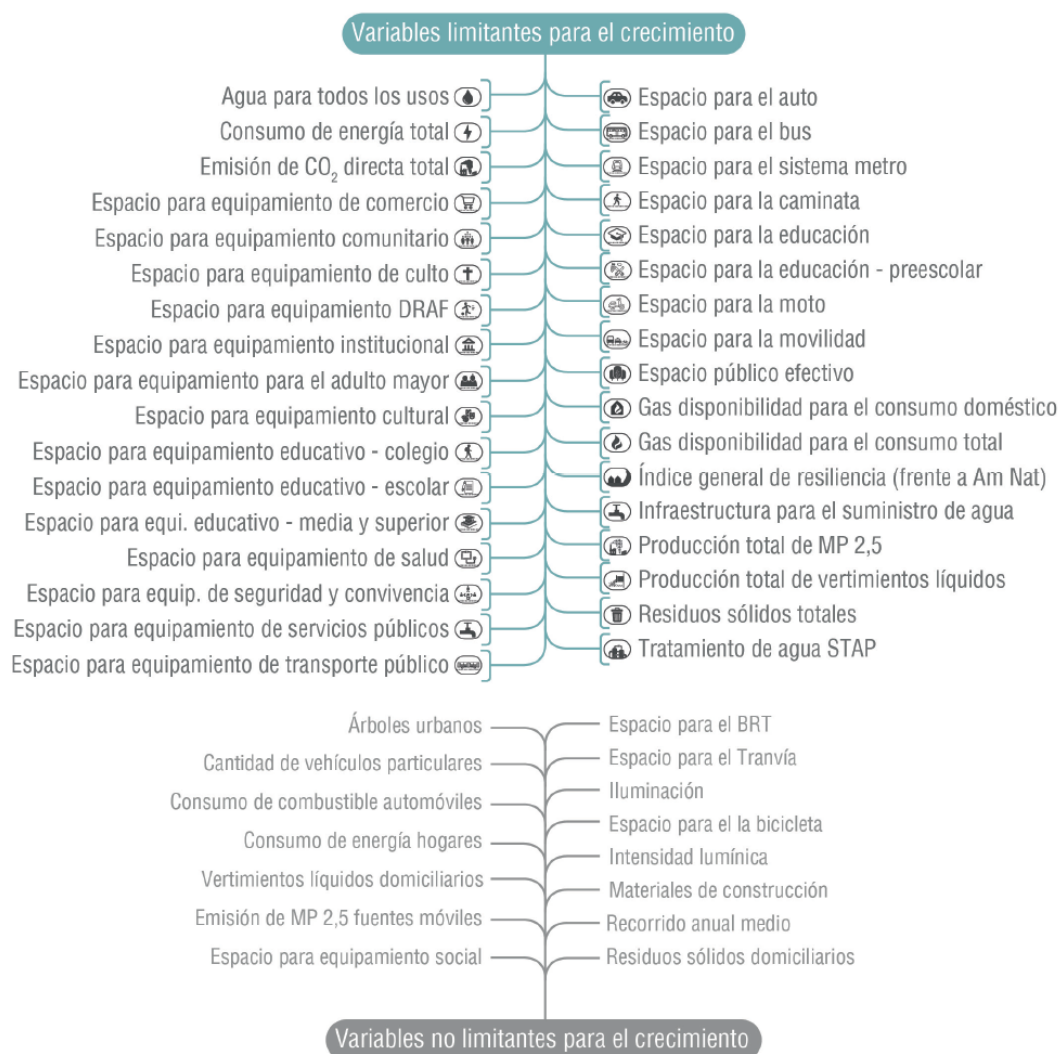 Variables limitantes para el crecimiento
Agua para todos los usos
Consumo de energía total
Emisión de CO₂ directa total
Espacio para equipamiento de comercio
Espacio para equipamiento comunitario
Espacio para equipamiento de culto
Espacio para equipamiento DRAF
Espacio para equipamiento institucional
Espacio para equipamiento para el adulto mayor
Espacio para equipamiento cultural
Espacio para equipamiento educativo - colegio
Espacio para equipamiento educativo - escolar
Espacio para equi. educativo - media y superior
Espacio para equipamiento de salud
Espacio para equip. de seguridad y convivencia
Espacio para equipamiento de servicios públicos
Espacio para equipamiento de transporte público
Espacio para el auto
Espacio para el bus
Espacio para el sistema metro
Espacio para la caminata
Espacio para la educación
Espacio para la educación - preescolar
Espacio para la moto
Espacio para la movilidad
Espacio público efectivo
Gas disponibilidad para el consumo doméstico
Gas disponibilidad para el consumo total
Índice general de resiliencia (frente a Am Nat)
Infraestructura para el suministro de agua
Producción total de MP 2,5
Producción total de vertimientos líquidos
Residuos sólidos totales
Tratamiento de agua STAP
Árboles urbanos
Cantidad de vehículos particulares
Consumo de combustible automóviles
Consumo de energía hogares
Vertimientos líquidos domiciliarios
Emisión de MP 2,5 fuentes móviles
Espacio para equipamiento social
Espacio para el BRT
Espacio para el Tranvía
Iluminación
Espacio para el la bicicleta
Intensidad lumínica
Materiales de construcción
Recorrido anual medio
Residuos sólidos domiciliarios
Variables no limitantes para el crecimiento